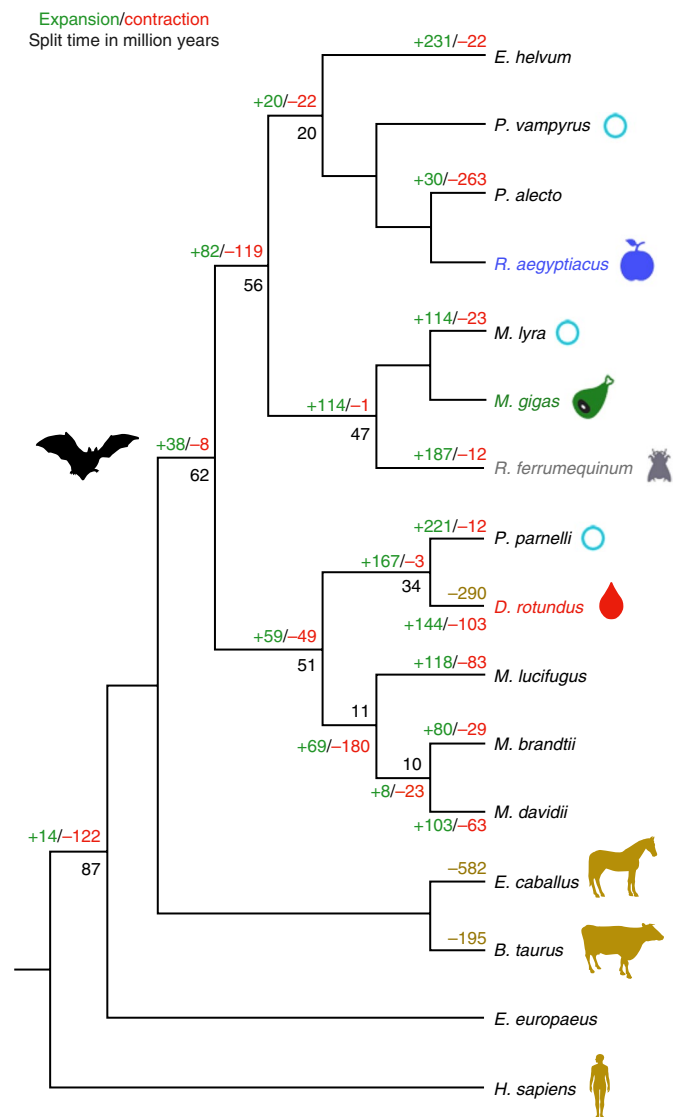 Expansion/contraction
Split time in million years
+231/–22
E. helvum
+20/–22
20
P. vampyrus
+30/–263
P. alecto
+82/–119
56
R. aegyptiacus
+114/–23
M. lyra
+114/–1
47
M. gigas
+38/–8
62
+187/–12
R. ferrumequinum
+221/–12
P. parnelli
+167/–3
34
–290
D. rotundus
+144/–103
+59/–49
51
+118/–83
M. lucifugus
11
+69/–180
+80/–29
M. brandtii
10
+8/–23
M. davidii
+103/–63
+14/–122
87
–582
E. caballus
–195
B. taurus
E. europaeus
H. sapiens